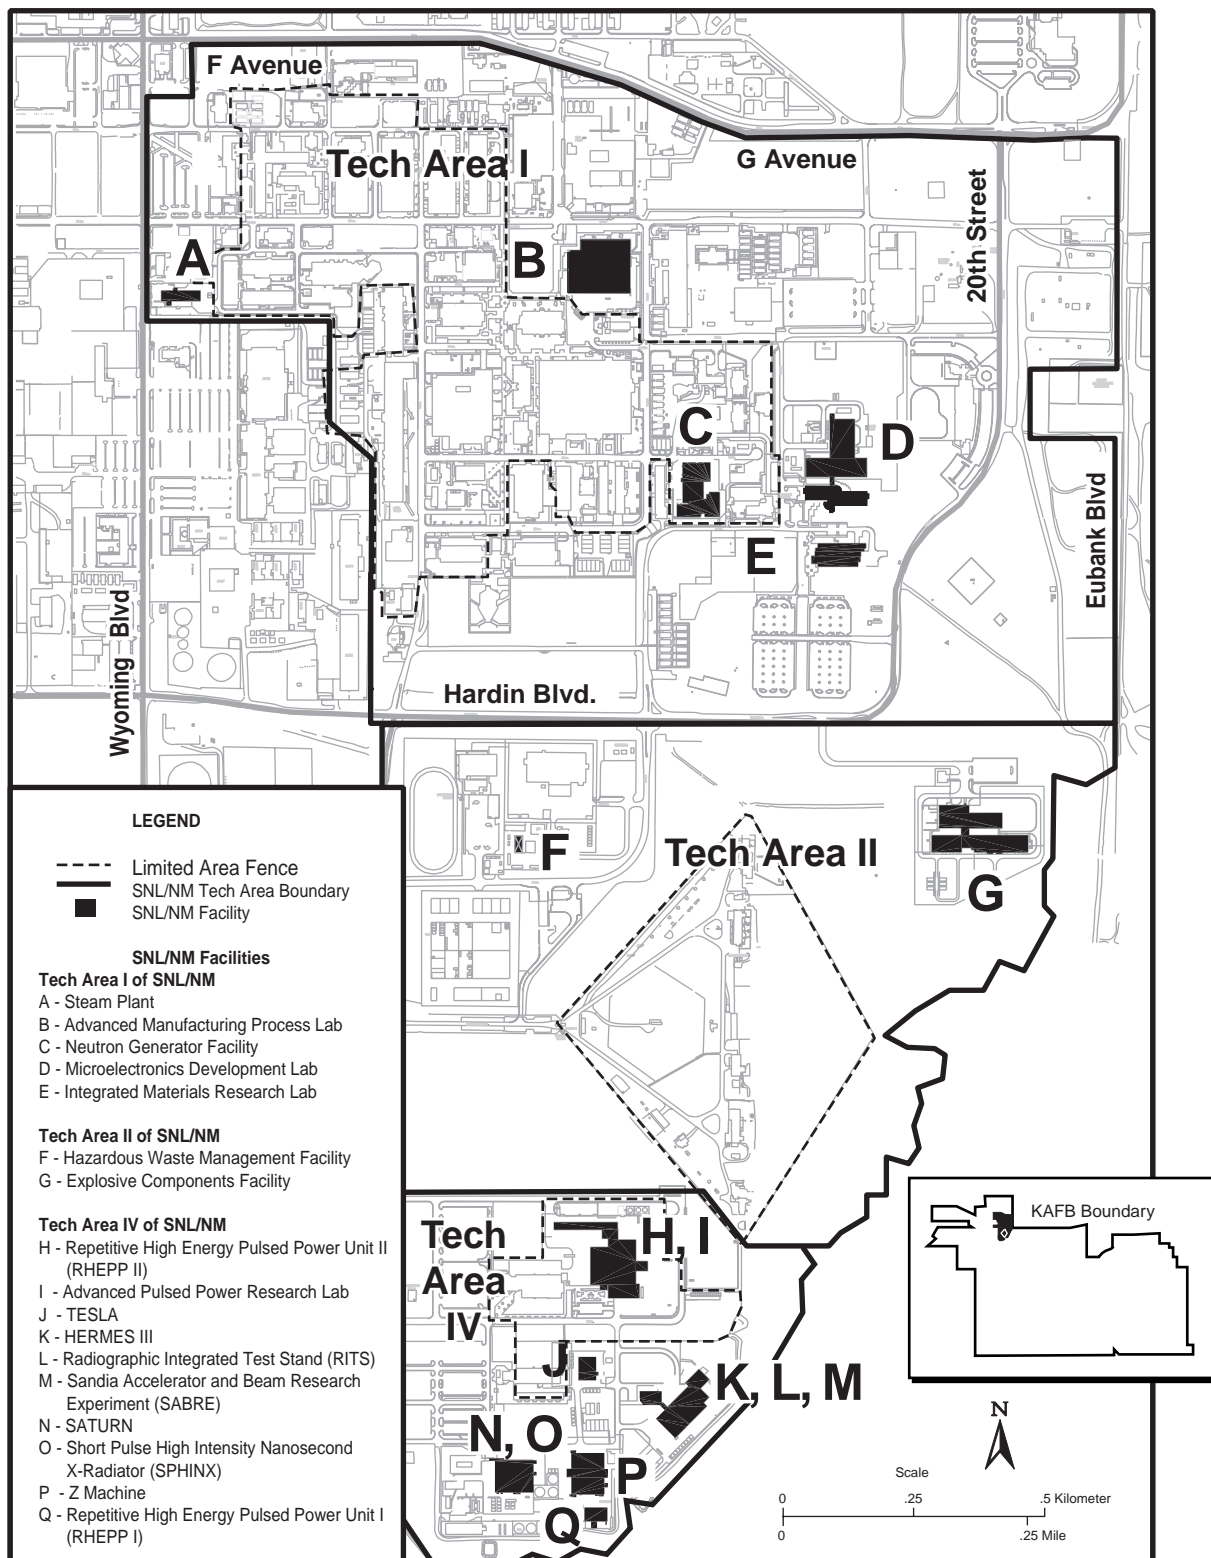 F Avenue
Tech Area I
G Avenue
20th Street
A
B
C
D
E
Eubank Blvd
Wyoming Blvd
Hardin Blvd.
F
Tech Area II
G
LEGEND
Limited Area Fence
SNL/NM Tech Area Boundary
SNL/NM Facility
SNL/NM Facilities
Tech Area I of SNL/NM
A - Steam Plant
B - Advanced Manufacturing Process Lab
C - Neutron Generator Facility
D - Microelectronics Development Lab
E - Integrated Materials Research Lab
Tech Area II of SNL/NM
F - Hazardous Waste Management Facility
G - Explosive Components Facility
Tech Area IV of SNL/NM
H - Repetitive High Energy Pulsed Power Unit II
(RHEPP II)
I - Advanced Pulsed Power Research Lab
J - TESLA
K - HERMES III
L - Radiographic Integrated Test Stand (RITS)
M - Sandia Accelerator and Beam Research
Experiment (SABRE)
N - SATURN
O - Short Pulse High Intensity Nanosecond
X-Radiator (SPHINX)
P - Z Machine
Q - Repetitive High Energy Pulsed Power Unit I
(RHEPP I)
Tech
Area
IV
H, I
J
K, L, M
N, O
P
Q
KAFB Boundary
N
Scale
0 .25 .5 Kilometer
0 .25 Mile